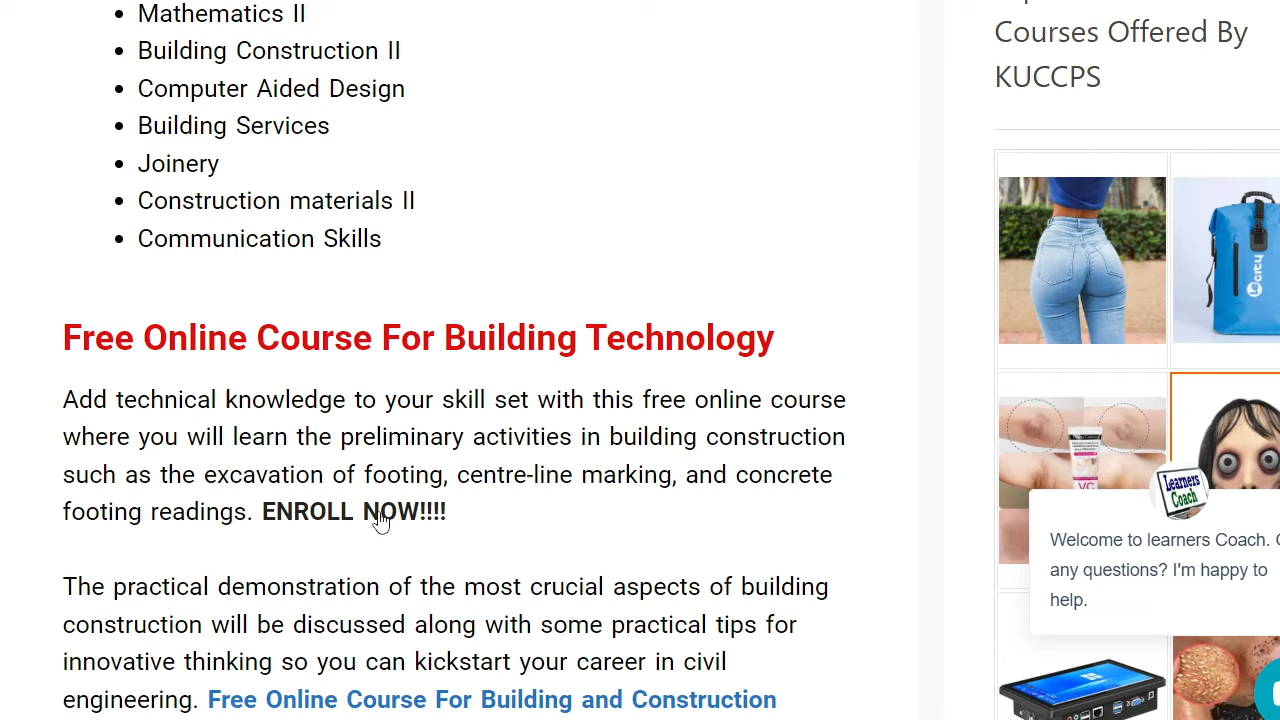 Mathematics II
Building Construction II
Computer Aided Design
Building Services
Joinery
Construction materials II
Communication Skills
Free Online Course For Building Technology
Add technical knowledge to your skill set with this free online course
where you will learn the preliminary activities in building construction
such as the excavation of footing, centre-line marking, and concrete
footing readings. ENROLL NOW!!!!
The practical demonstration of the most crucial aspects of building
construction will be discussed along with some practical tips for
innovative thinking so you can kickstart your career in civil
engineering. Free Online Course For Building and Construction
Courses Offered By
KUCCPS
Learners
Coach
Welcome to learners Coach.
any questions? I'm happy to
help.